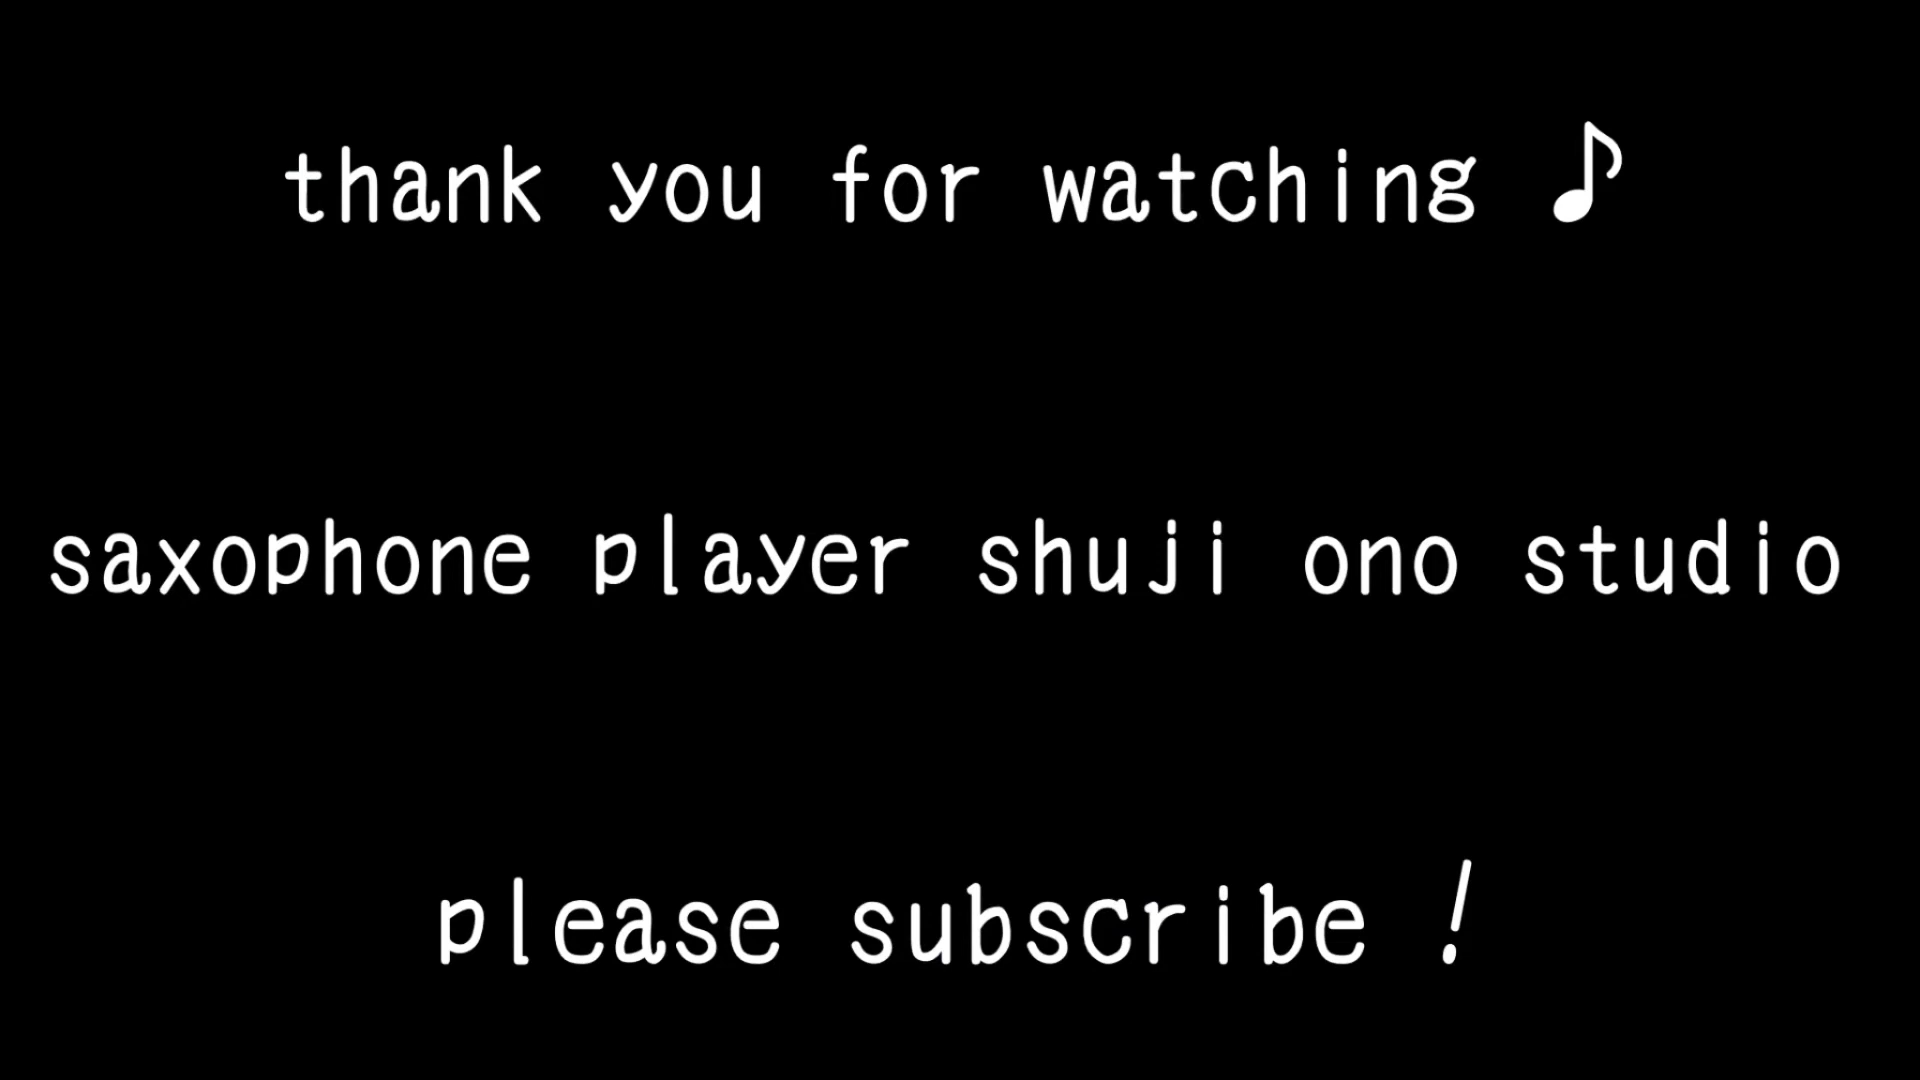 thank you for watching ♪
saxophone player shuji ono studio
please subscribe !